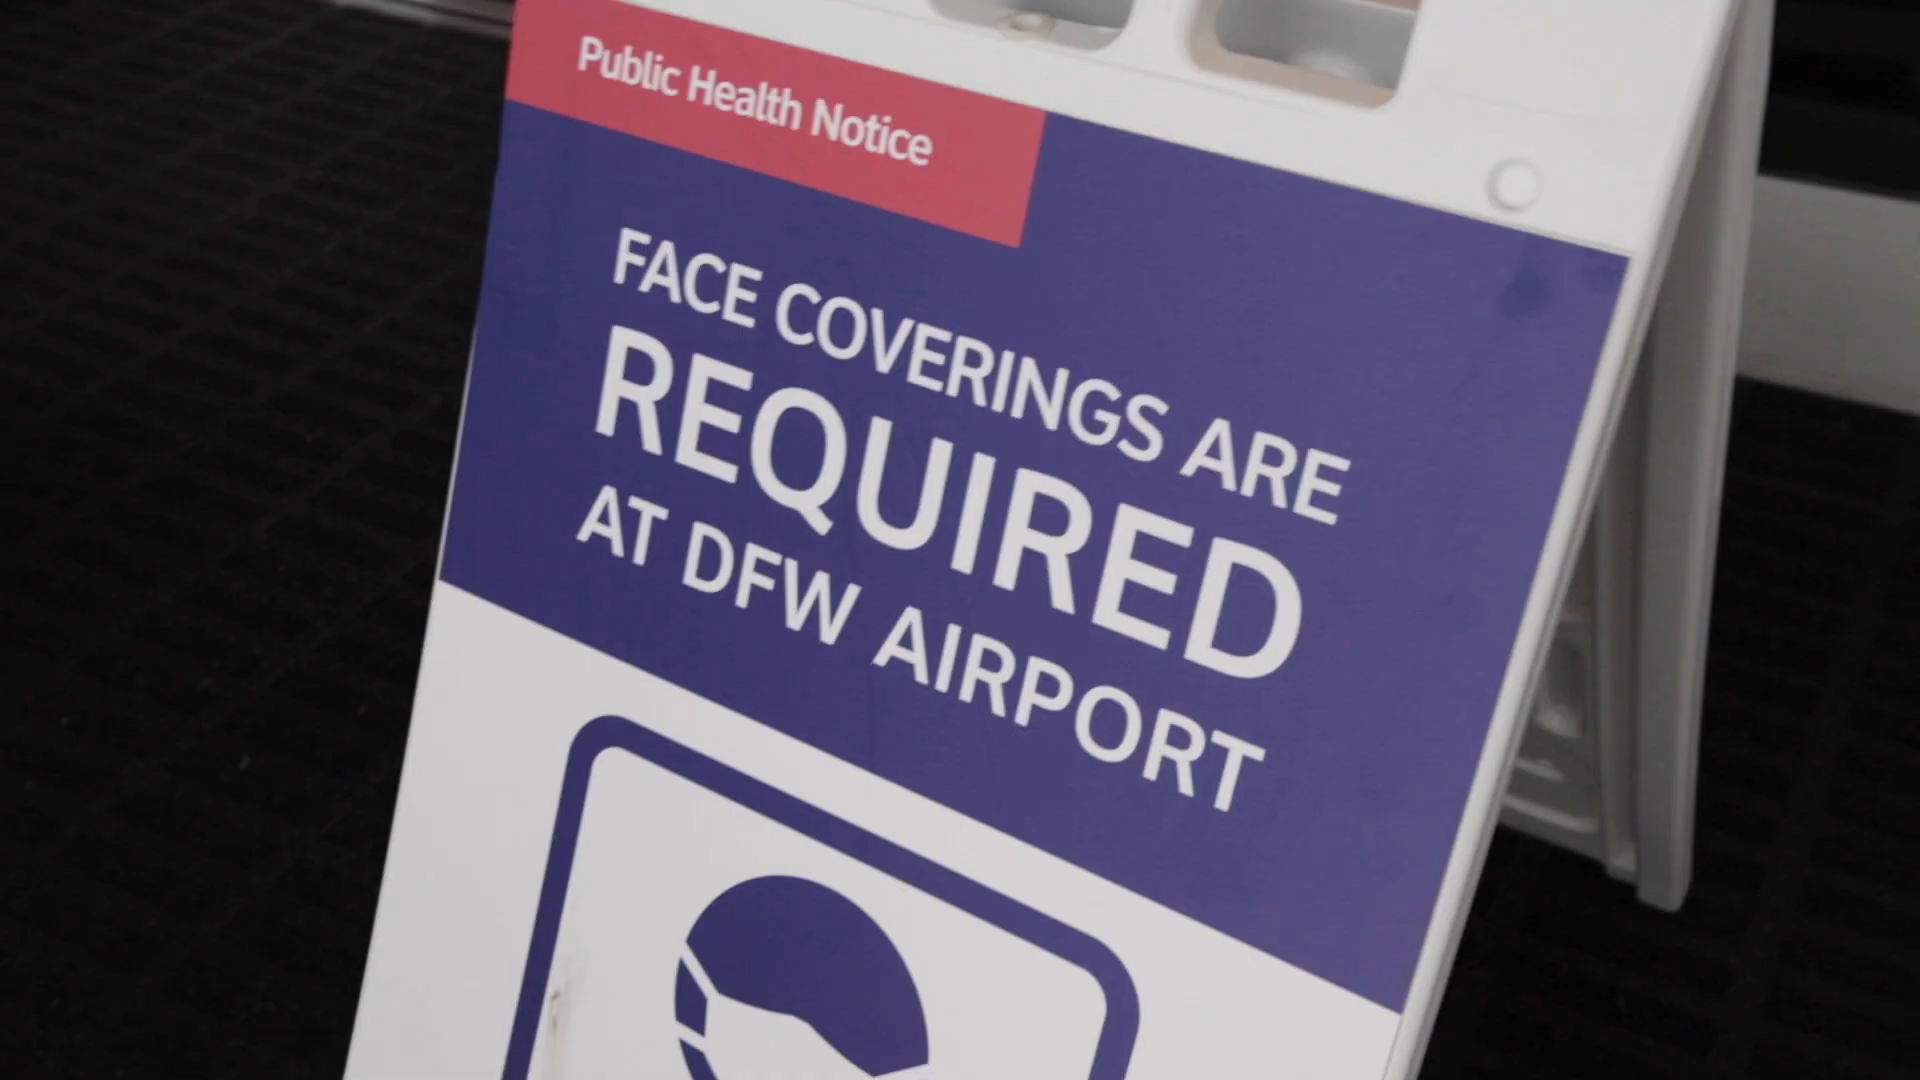 Public Health Notice
FACE COVERINGS ARE
REQUIRED
AT DFW AIRPORT